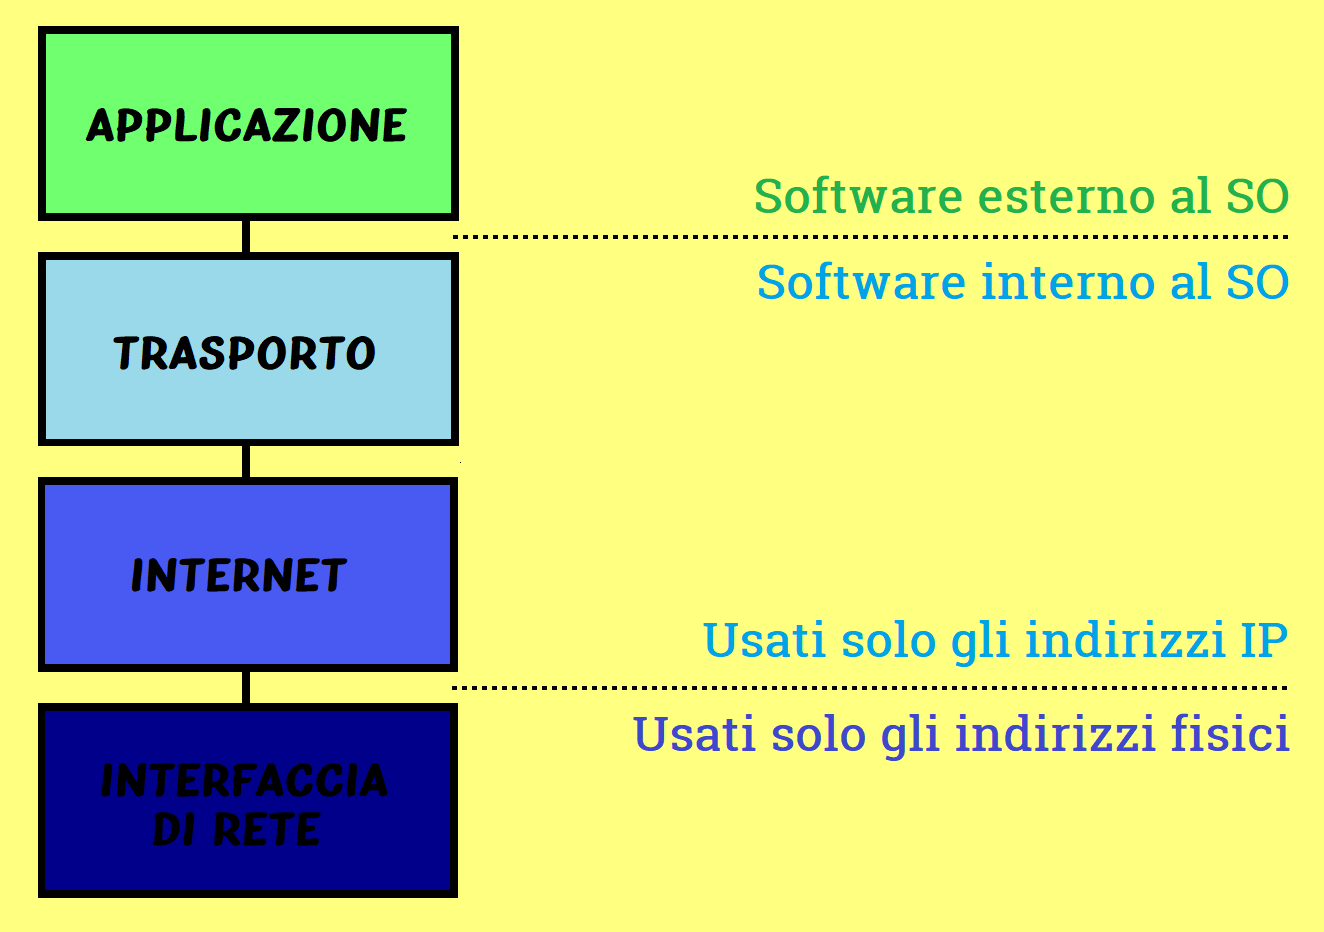 APPLICAZIONE
Software esterno al SO
Software interno al SO
TRASPORTO
INTERNET
Usati solo gli indirizzi IP
Usati solo gli indirizzi fisici
INTERFACCIA
DI RETE